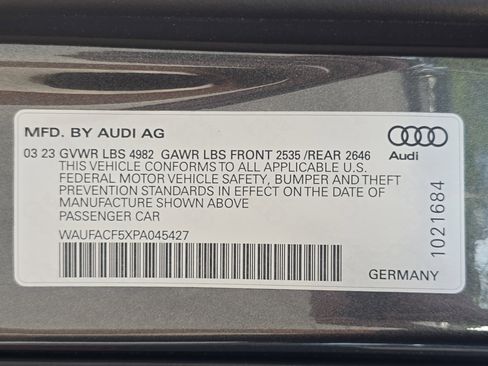 MFD. BY AUDI AG
03 23 GVWR LBS 4982 GAWR LBS FRONT 2535 /REAR 2646
THIS VEHICLE CONFORMS TO ALL APPLICABLE U.S.
FEDERAL MOTOR VEHICLE SAFETY, BUMPER AND THEFT
PREVENTION STANDARDS IN EFFECT ON THE DATE OF
MANUFACTURE SHOWN ABOVE
PASSENGER CAR
WAUFACF5XPA045427
Audi
1021684
GERMANY